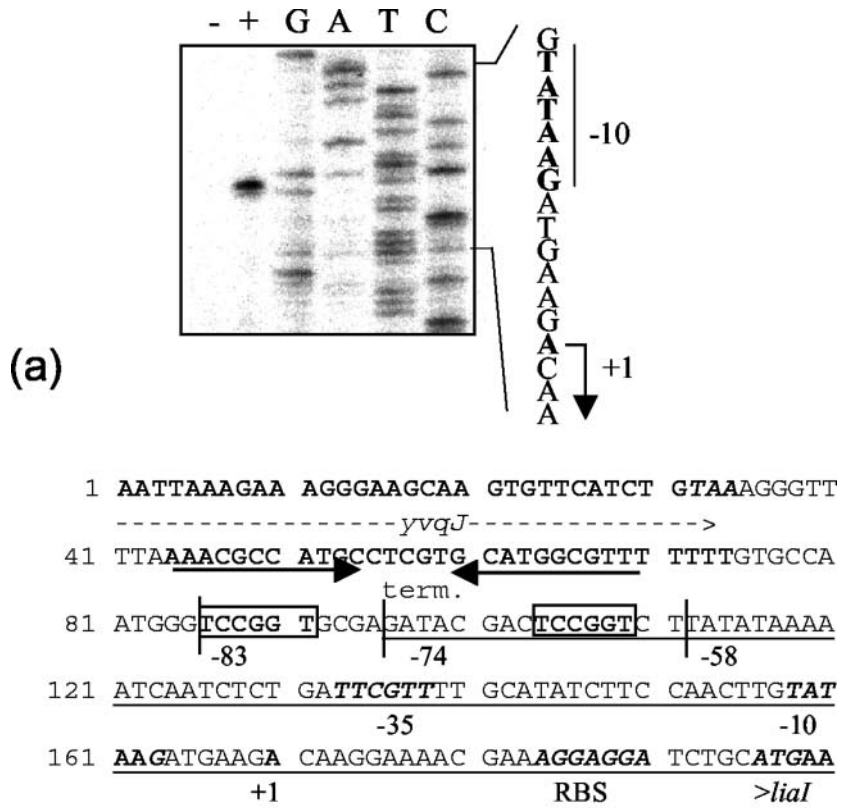 - + G A T C
G
T
A
T
A
A
G
A
T
G
A
A
G
A
C
A
A
-10
+1
(a)
1 AATTAAAGAA AGGGAAGCAA GTGTTCATCT GTAAAGGGTT
---------------------yvqJ--------------------->
41 TTAAAACGCC ATGCCTCGTG CATGGCGTTT TTTTGTGCCA
term.
81 ATGGGTCCGG TGCGAGATAC GACTCCGGTC TTATATAAAA
-83 -74 -58
121 ATCAATCTCT GATTCGTTTT GCATATCTTC CAACTTGTAT
-35 -10
161 AAGATGAAGA CAAGGAAAAC GAAAGGAGGA TCTGCATGAA
+1 RBS >liaI